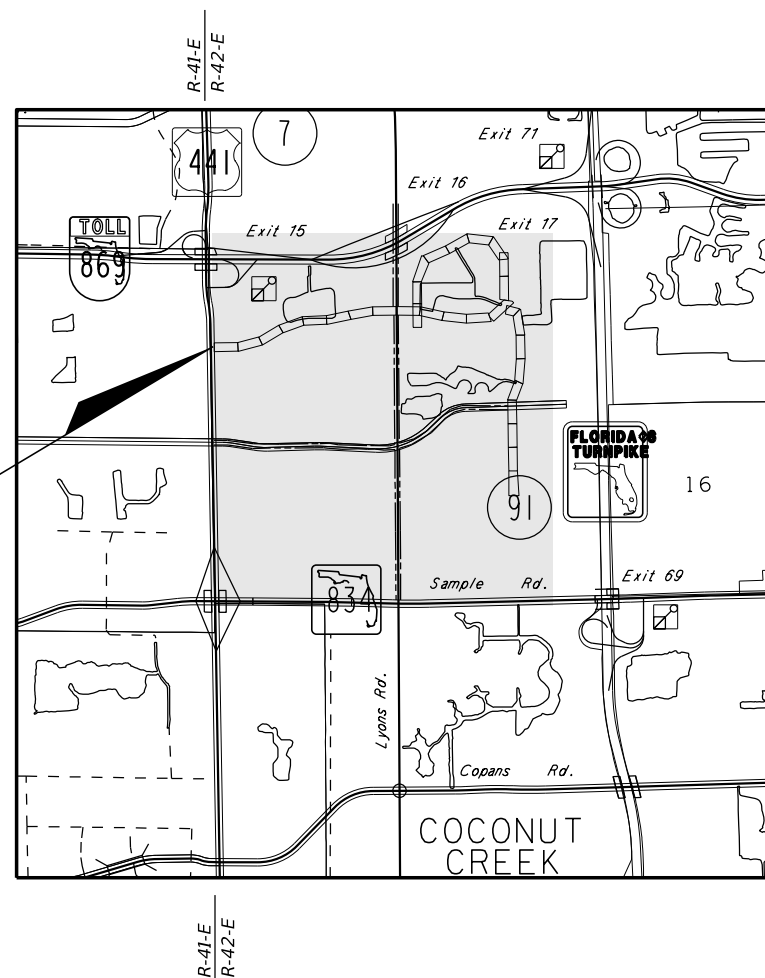 R-41-E
R-42-E
7
Exit 71
441
Exit 16
TOLL
869
Exit 15
Exit 17
FLORIDA'S
TURNPIKE
16
91
834
Sample Rd.
Exit 69
Lyons Rd.
Copans Rd.
COCONUT
CREEK
R-41-E
R-42-E